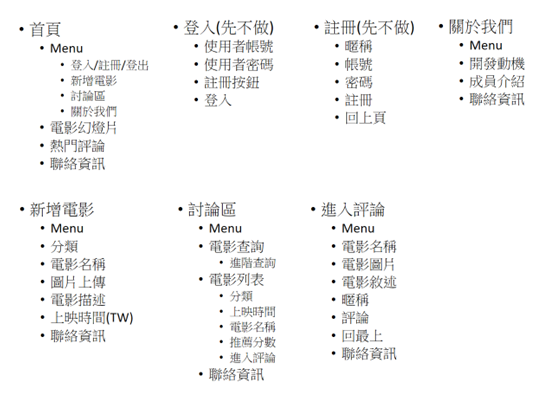 • 首頁
• Menu
• 登入/註冊/登出
• 新增電影
• 討論區
• 關於我們
• 電影幻燈片
• 熱門評論
• 聯絡資訊
• 登入(先不做)
• 使用者帳號
• 使用者密碼
• 註冊按鈕
• 登入
• 註冊(先不做)
• 暱稱
• 帳號
• 密碼
• 註冊
• 回上頁
• 關於我們
• Menu
• 開發動機
• 成員介紹
• 聯絡資訊
• 新增電影
• Menu
• 分類
• 電影名稱
• 圖片上傳
• 電影描述
• 上映時間(TW)
• 聯絡資訊
• 討論區
• Menu
• 電影查詢
• 進階查詢
• 電影列表
• 分類
• 上映時間
• 電影名稱
• 推薦分數
• 進入評論
• 聯絡資訊
• 進入評論
• Menu
• 電影名稱
• 電影圖片
• 電影敘述
• 暱稱
• 評論
• 回最上
• 聯絡資訊